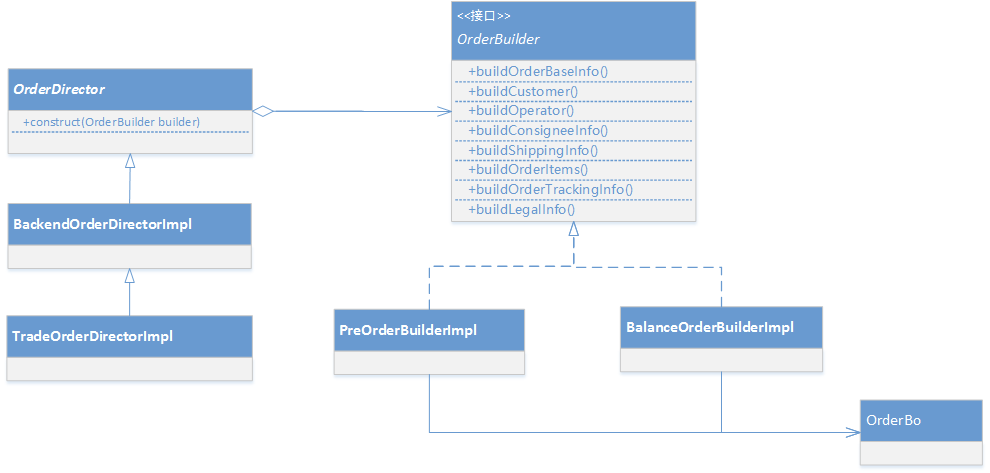 <<接口>>
OrderBuilder
+buildOrderBaseInfo()
+buildCustomer()
+buildOperator()
+buildConsigneeInfo()
+buildShippingInfo()
+buildOrderItems()
+buildOrderTrackingInfo()
+buildLegalInfo()
OrderDirector
+construct(OrderBuilder builder)
BackendOrderDirectorImpl
TradeOrderDirectorImpl
PreOrderBuilderImpl
BalanceOrderBuilderImpl
OrderBo